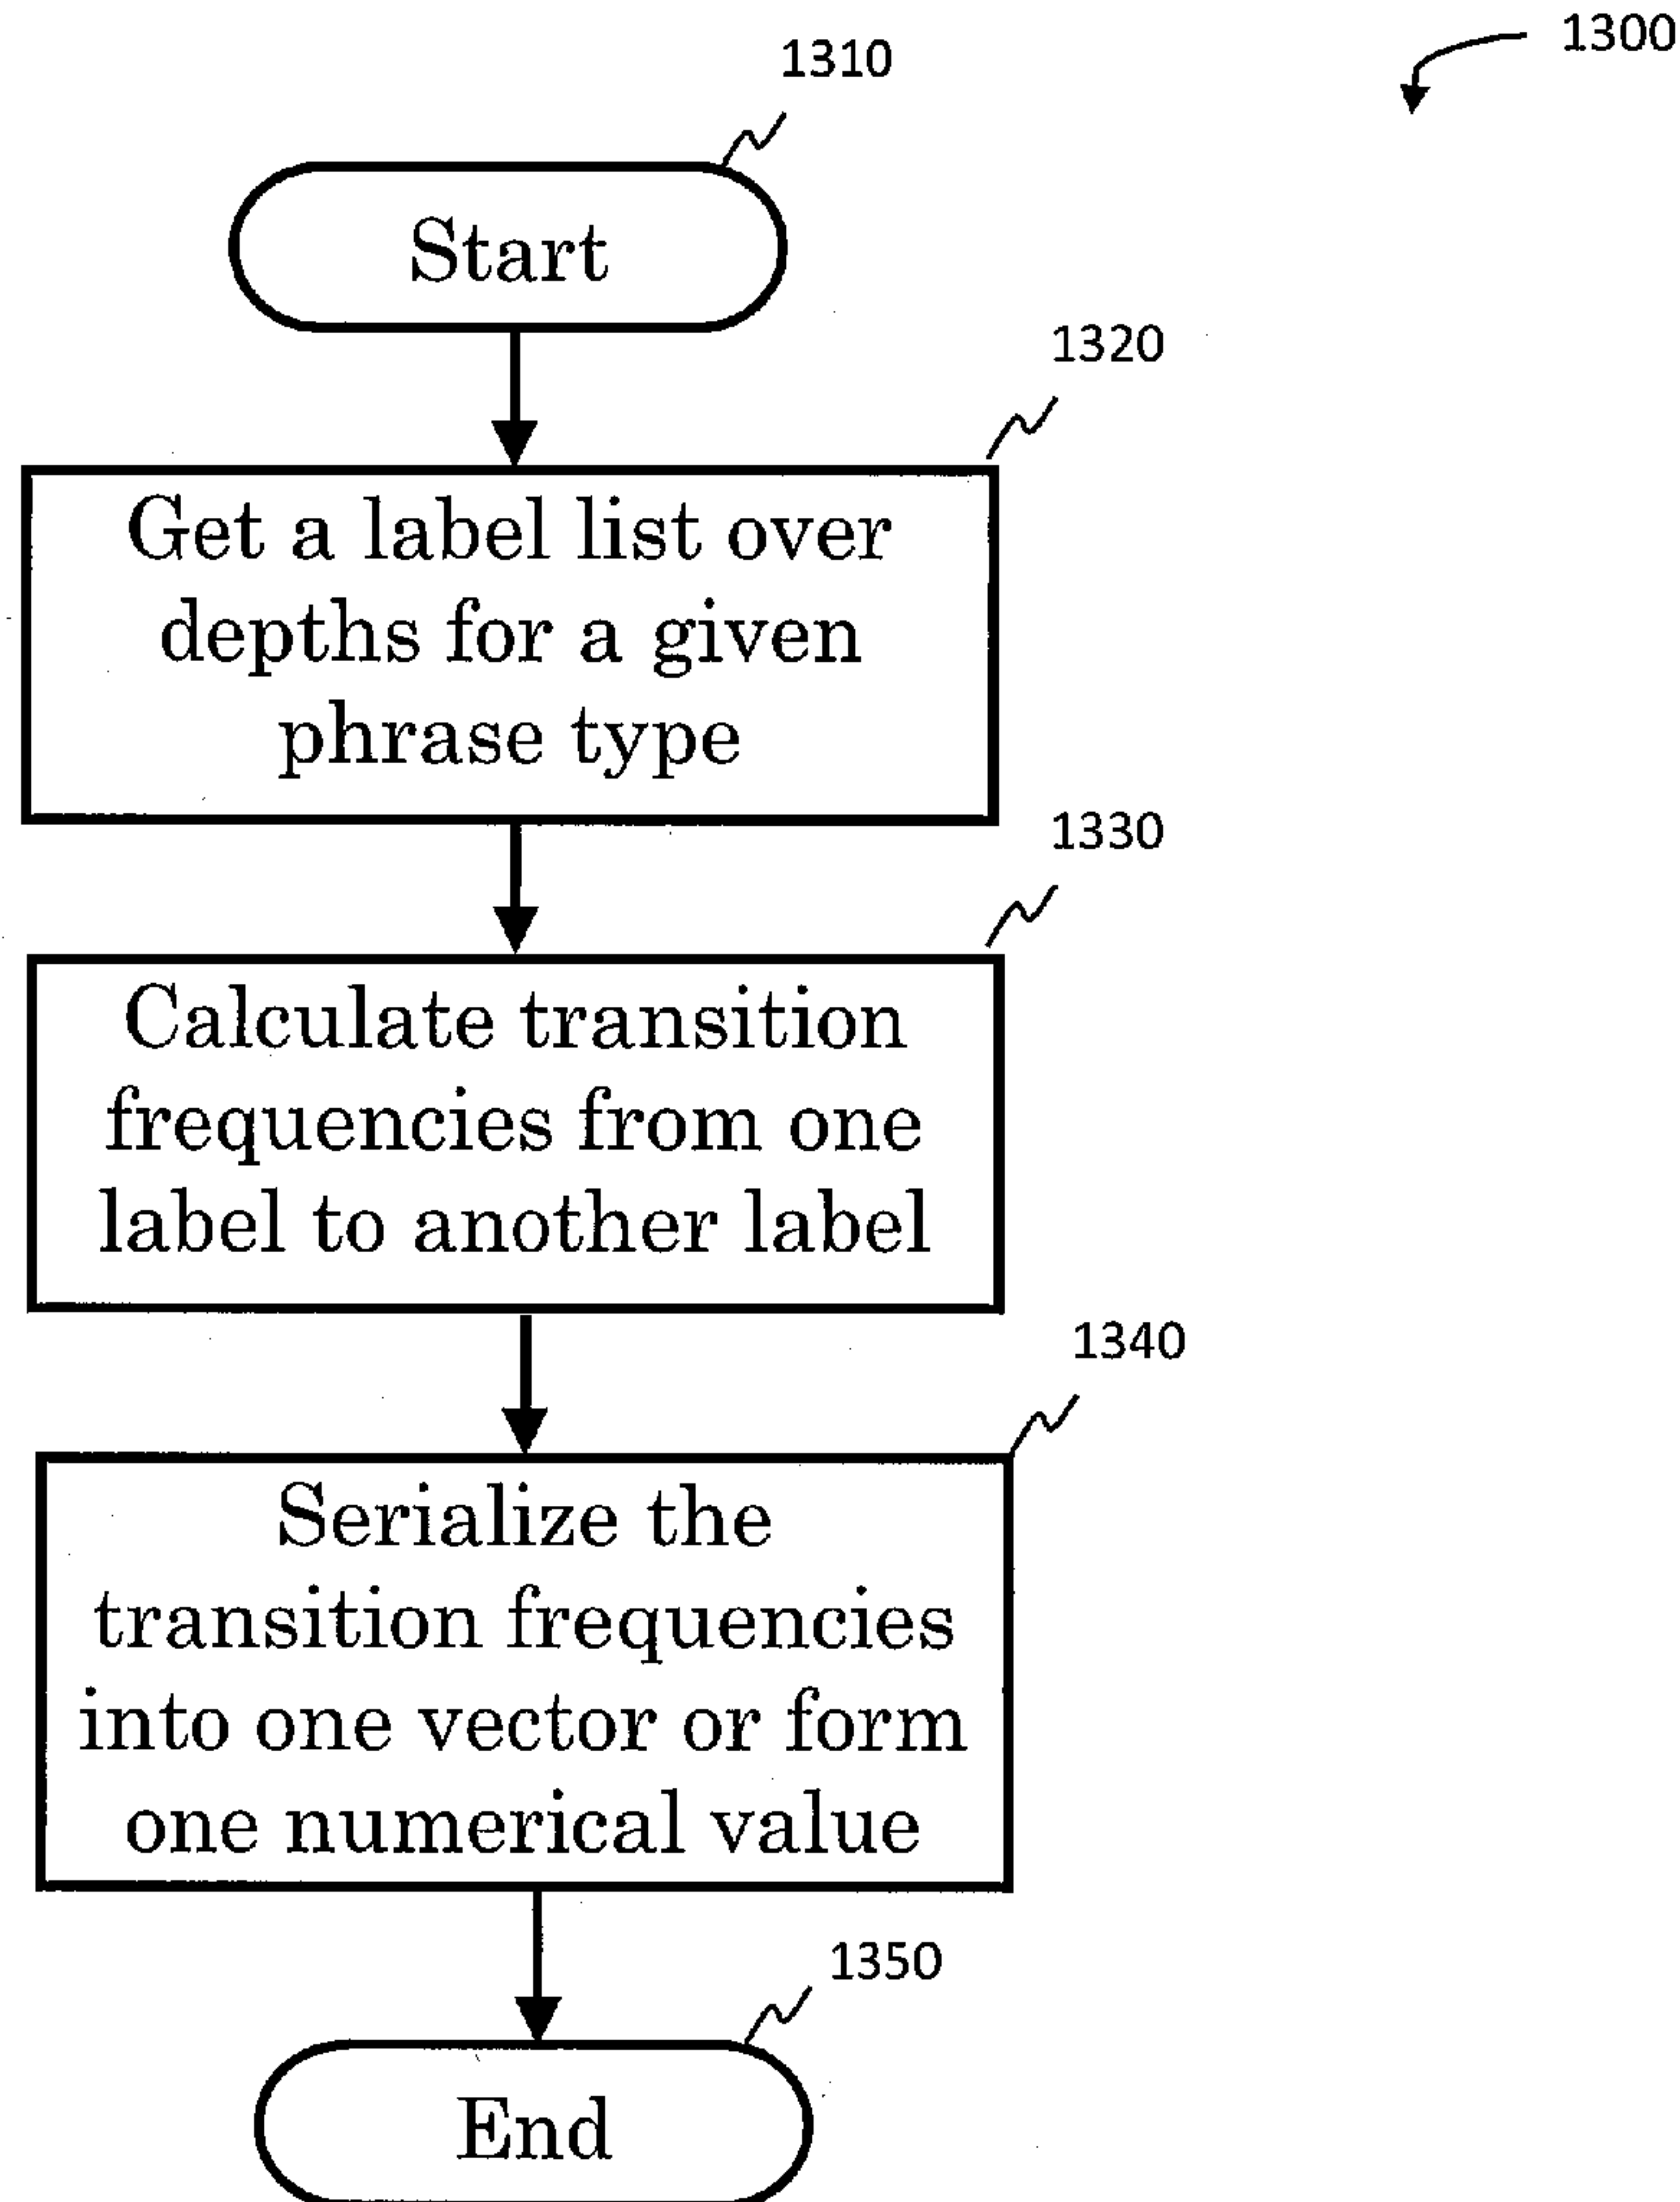 1300
1310
Start
1320
Get a label list over
depths for a given
phrase type
1330
Calculate transition
frequencies from one
label to another label
1340
Serialize the
transition frequencies
into one vector or form
one numerical value
1350
End